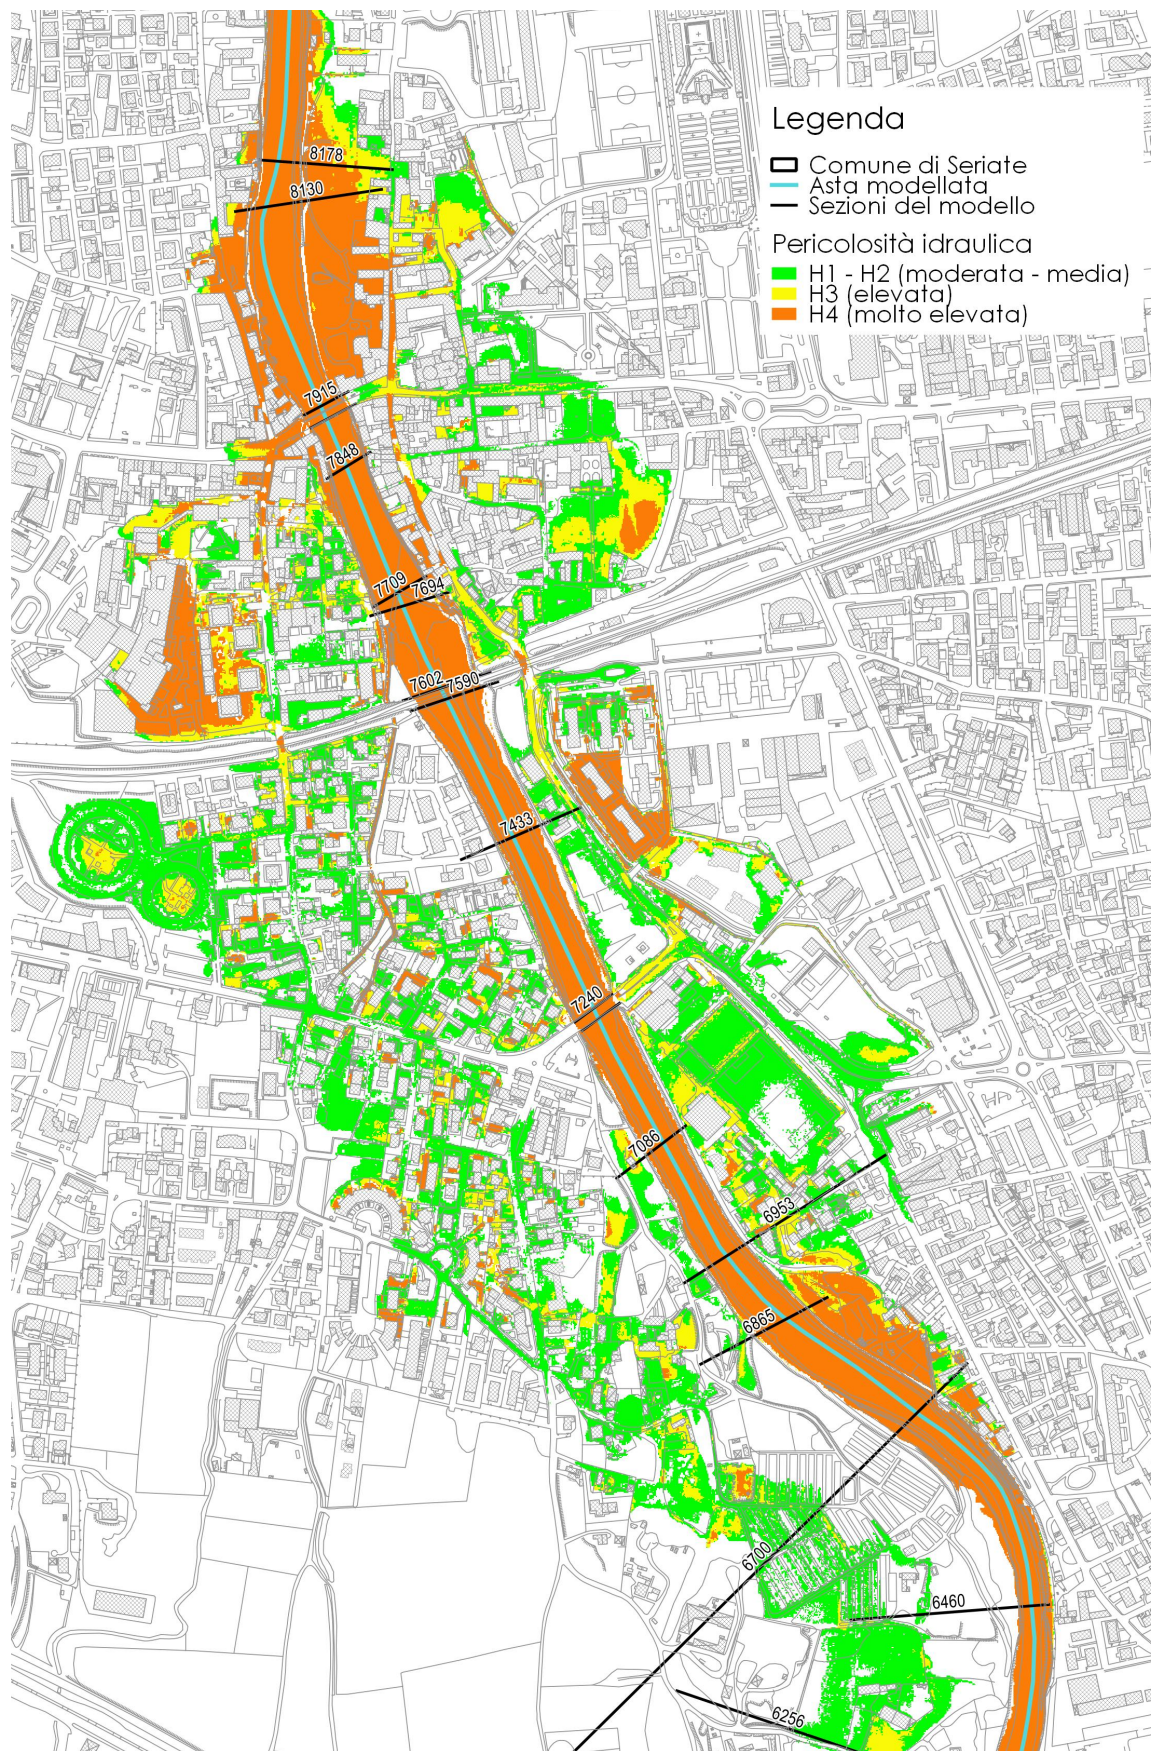 Legenda
Comune di Seriate
Asta modellata
Sezioni del modello
Pericolosità idraulica
H1 - H2 (moderata - media)
H3 (elevata)
H4 (molto elevata)
8178
8130
7915
7848
7709
7694
7602
7590
7433
7240
7086
6953
6865
6700
6460
6256